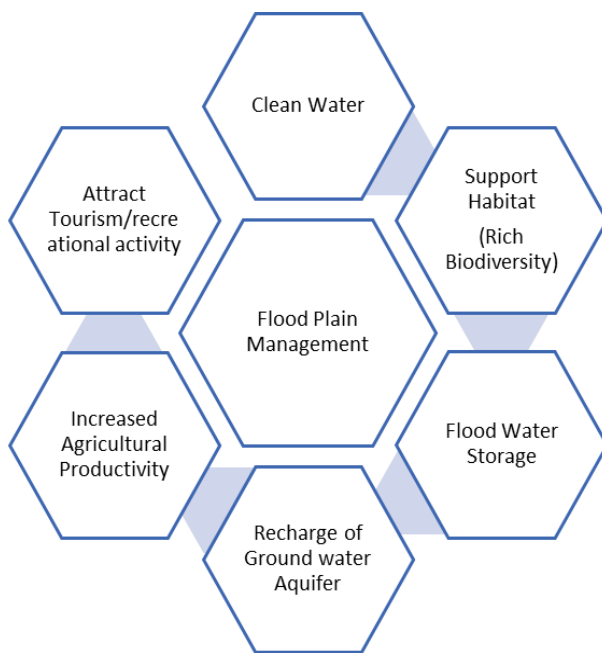 Clean Water
Support
Habitat
(Rich
Biodiversity)
Flood Water
Storage
Recharge of
Ground water
Aquifer
Increased
Agricultural
Productivity
Attract
Tourism/recre
ational activity
Flood Plain
Management